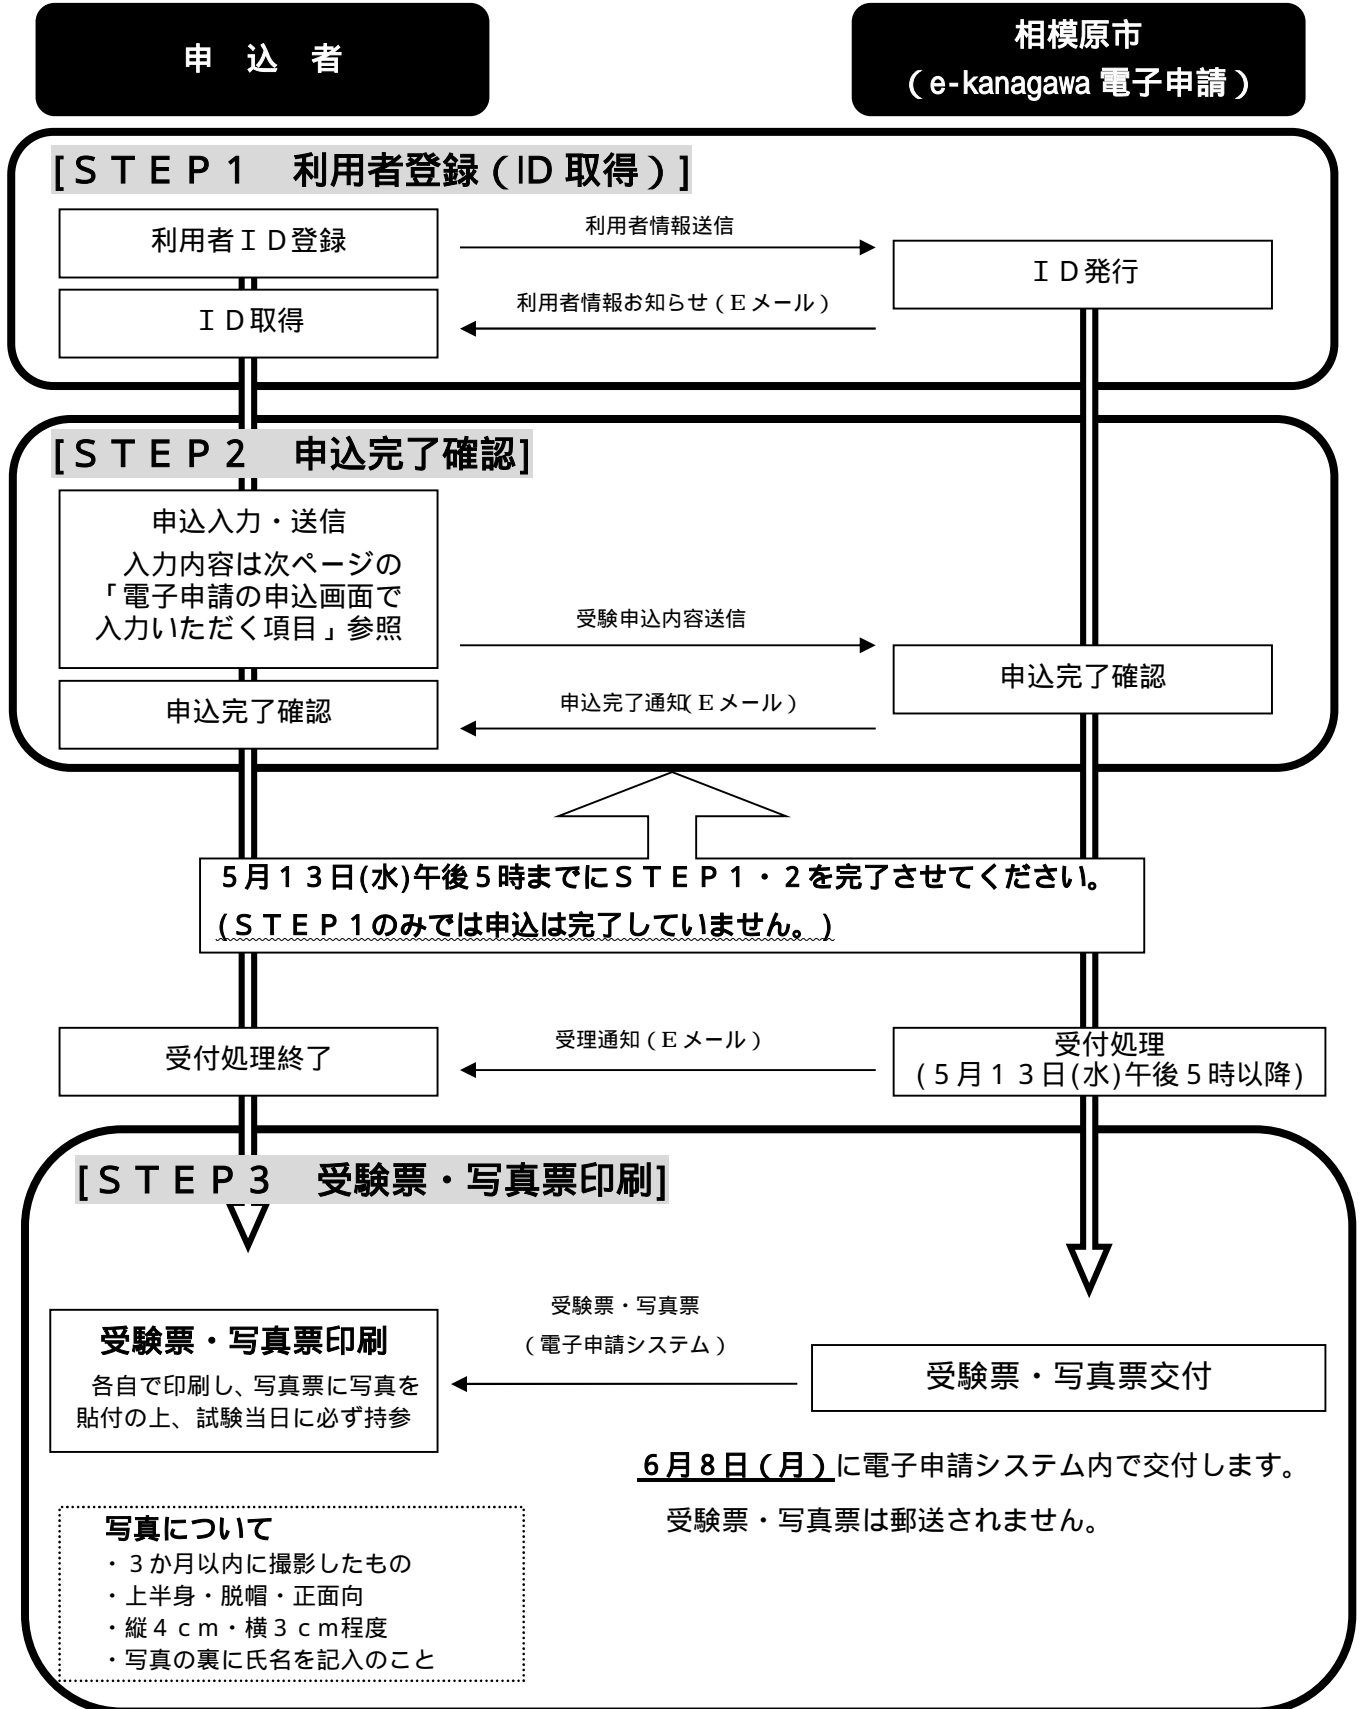 申　込　者
相模原市
（e-kanagawa 電子申請）
[ＳＴＥＰ１　利用者登録（ID 取得）]
利用者ＩＤ登録
利用者情報送信
ＩＤ発行
利用者情報お知らせ（Ｅメール）
ＩＤ取得
[ＳＴＥＰ２　申込完了確認]
申込入力・送信
入力内容は次ページの
「電子申請の申込画面で
入力いただく項目」参照
受験申込内容送信
申込完了確認
申込完了通知（Ｅメール）
申込完了確認
５月１３日(水)午後５時までにＳＴＥＰ１・２を完了させてください。
(ＳＴＥＰ１のみでは申込は完了していません。)
受付処理終了
受理通知（Ｅメール）
受付処理
(５月１３日(水)午後５時以降)
[ＳＴＥＰ３　受験票・写真票印刷]
受験票・写真票
（電子申請システム）
受験票・写真票印刷
各自で印刷し、写真票に写真を
貼付の上、試験当日に必ず持参
受験票・写真票交付
６月８日（月）に電子申請システム内で交付します。
受験票・写真票は郵送されません。
写真について
・３か月以内に撮影したもの
・上半身・脱帽・正面向
・縦４ｃｍ・横３ｃｍ程度
・写真の裏に氏名を記入のこと